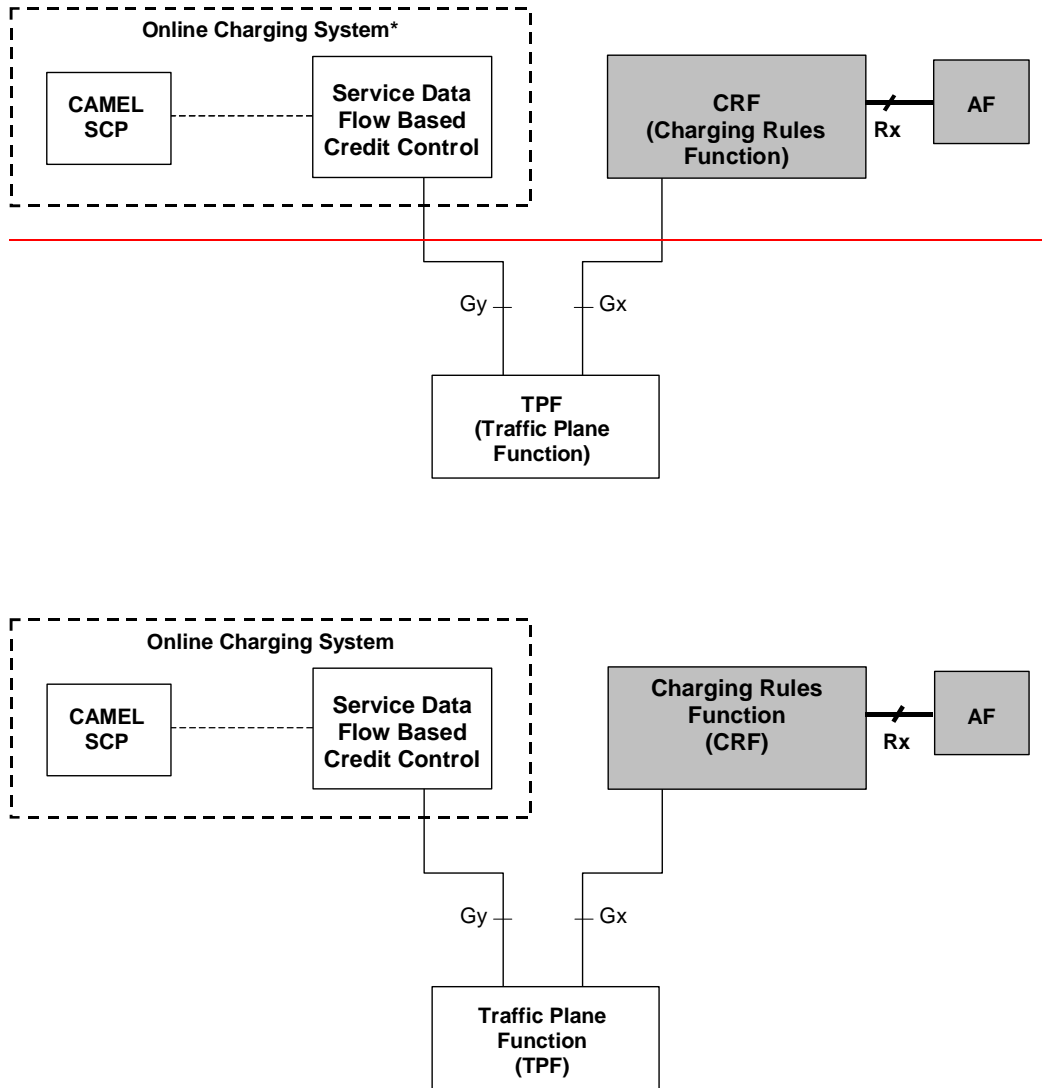 Online Charging System*
CAMEL
SCP
Service Data
Flow Based
Credit Control
CRF
(Charging Rules
Function)
Rx
AF
Gy
Gx
TPF
(Traffic Plane
Function)
Online Charging System
CAMEL
SCP
Service Data
Flow Based
Credit Control
Charging Rules
Function
(CRF)
Rx
AF
Gy
Gx
Traffic Plane
Function
(TPF)